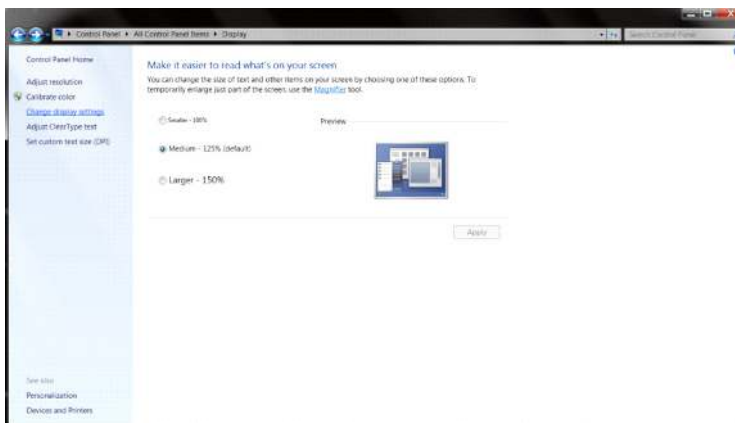 Control Panel ▸ All Control Panel Items ▸ Display
Search Control Panel
Control Panel Home
Adjust resolution
Calibrate color
Change display settings
Adjust ClearType text
Set custom text size (DPI)
Make it easier to read what's on your screen
You can change the size of text and other items on your screen by choosing one of these options. To
temporarily enlarge just part of the screen, use the Magnifier tool.
Smaller - 100%
Preview
Medium - 125% (default)
Larger - 150%
Apply
See also
Personalization
Devices and Printers